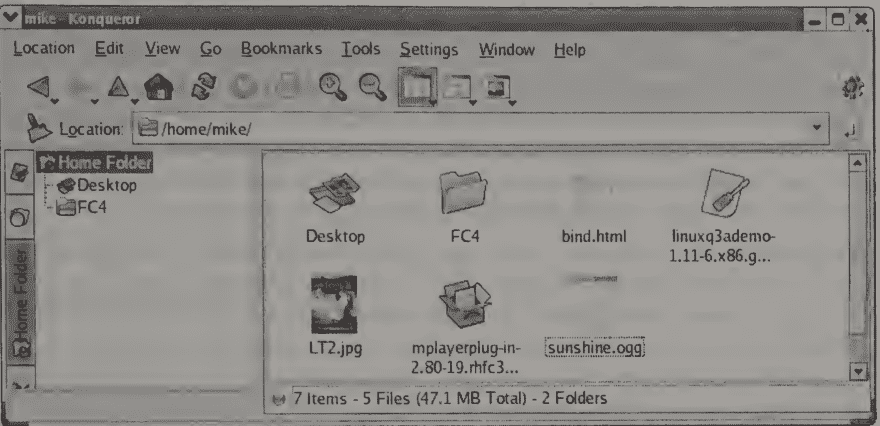 mike - Konqueror
Location Edit View Go Bookmarks Tools Settings Window Help
Location: /home/mike/
Home Folder
Desktop
FC4
Home Folder
Desktop FC4 bind.html linuxq3ademo-
1.11-6.x86.g...
LT2.jpg mplayerplug-in-
2.80-19.rhfc3... sunshine.ogg
7 Items - 5 Files (47.1 MB Total) - 2 Folders